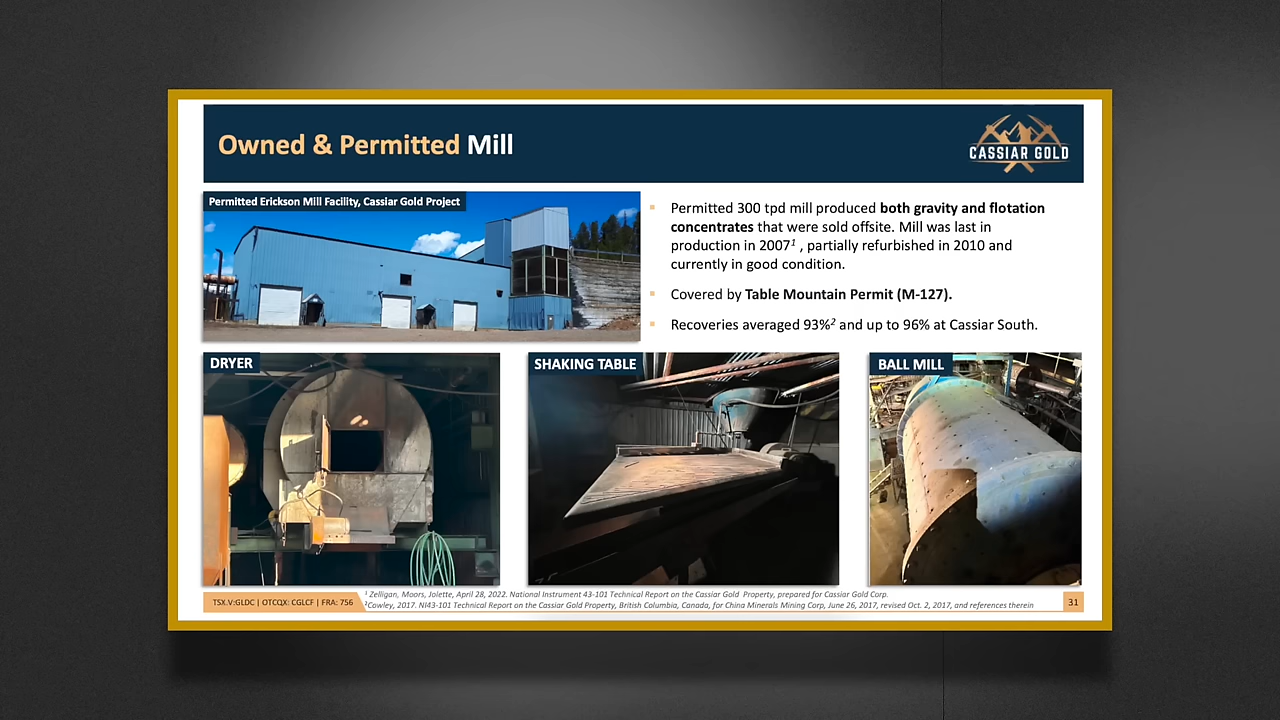 Owned & Permitted Mill
CASSIAR GOLD
Permitted Erickson Mill Facility, Cassiar Gold Project
▪ Permitted 300 tpd mill produced both gravity and flotation
concentrates that were sold offsite. Mill was last in
production in 2007¹ , partially refurbished in 2010 and
currently in good condition.
▪ Covered by Table Mountain Permit (M-127).
▪ Recoveries averaged 93%² and up to 96% at Cassiar South.
DRYER
SHAKING TABLE
BALL MILL
TSX.V:GLDC | OTCQX: CGLCF | FRA: 756
¹ Zelligan, Moors, Jolette, April 28, 2022. National Instrument 43-101 Technical Report on the Cassiar Gold Property, prepared for Cassiar Gold Corp.
²Cowley, 2017. NI43-101 Technical Report on the Cassiar Gold Property, British Columbia, Canada, for China Minerals Mining Corp, June 26, 2017, revised Oct. 2, 2017, and references therein
31